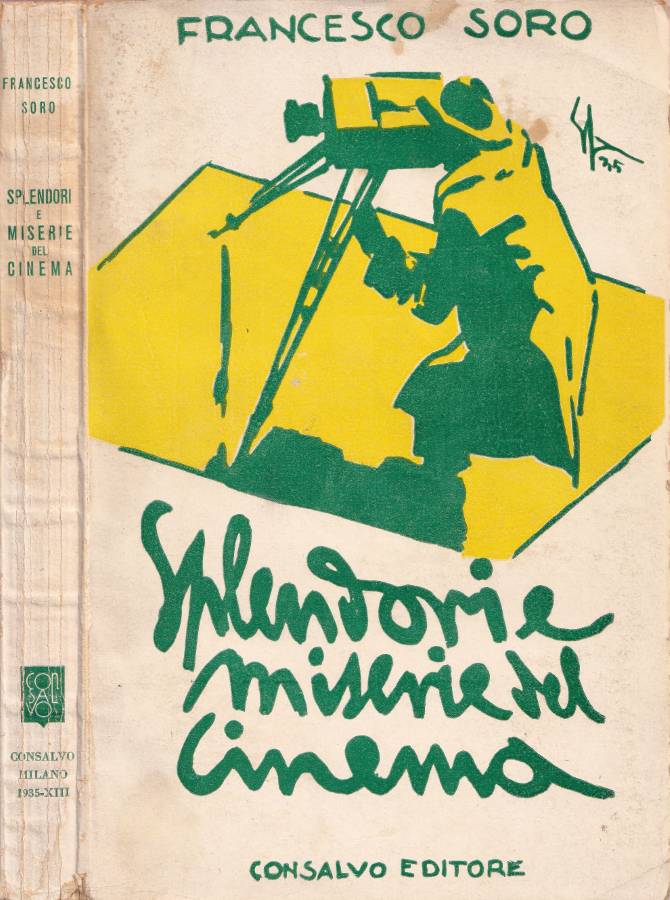 FRANCESCO SORO
SPLENDORI
E
MISERIE
DEL
CINEMA
CON
SAL
VO
CONSALVO
MILANO
1935-XIII
FRANCESCO SORO
35
Splendori e
miserie del
Cinema
CONSALVO EDITORE